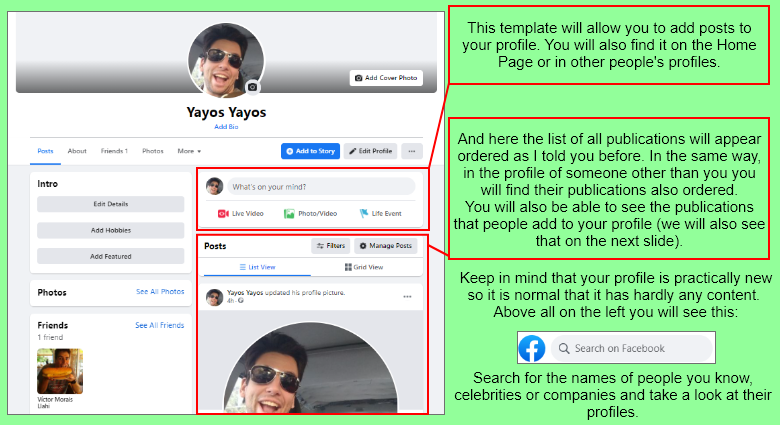 Add Cover Photo
Yayos Yayos
Add Bio
Posts About Friends 1 Photos More
Add to Story Edit Profile
Intro
Edit Details
Add Hobbies
Add Featured
Photos See All Photos
Friends See All Friends
1 friend
Víctor Morais
Llahi
What's on your mind?
Live Video Photo/Video Life Event
Posts Filters Manage Posts
List View Grid View
Yayos Yayos updated his profile picture.
4h
This template will allow you to add posts to
your profile. You will also find it on the Home
Page or in other people's profiles.
And here the list of all publications will appear
ordered as I told you before. In the same way,
in the profile of someone other than you you
will find their publications also ordered.
You will also be able to see the publications
that people add to your profile (we will also see
that on the next slide).
Keep in mind that your profile is practically new
so it is normal that it has hardly any content.
Above all on the left you will see this:
Search on Facebook
Search for the names of people you know,
celebrities or companies and take a look at their
profiles.